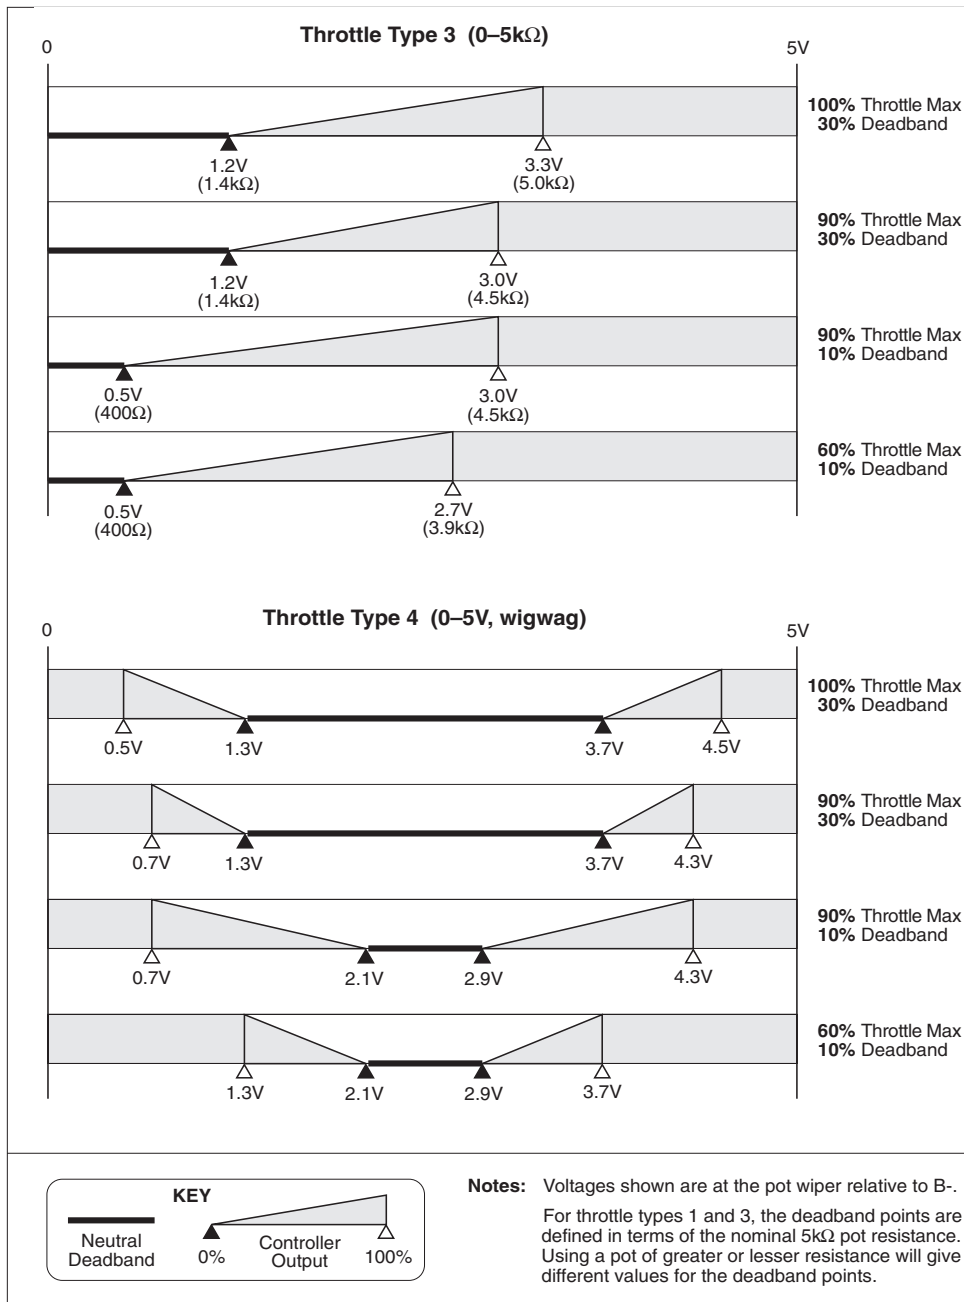 Throttle Type 3 (0–5kΩ)
0
5V
100% Throttle Max
30% Deadband
1.2V
(1.4kΩ)
3.3V
(5.0kΩ)
90% Throttle Max
30% Deadband
1.2V
(1.4kΩ)
3.0V
(4.5kΩ)
90% Throttle Max
10% Deadband
0.5V
(400Ω)
3.0V
(4.5kΩ)
60% Throttle Max
10% Deadband
0.5V
(400Ω)
2.7V
(3.9kΩ)
Throttle Type 4 (0–5V, wigwag)
0
5V
100% Throttle Max
30% Deadband
0.5V
1.3V
3.7V
4.5V
90% Throttle Max
30% Deadband
0.7V
1.3V
3.7V
4.3V
90% Throttle Max
10% Deadband
0.7V
2.1V
2.9V
4.3V
60% Throttle Max
10% Deadband
1.3V
2.1V
2.9V
3.7V
KEY
Neutral
Deadband
0%
Controller
Output
100%
Notes: Voltages shown are at the pot wiper relative to B-.
For throttle types 1 and 3, the deadband points are
defined in terms of the nominal 5kΩ pot resistance.
Using a pot of greater or lesser resistance will give
different values for the deadband points.